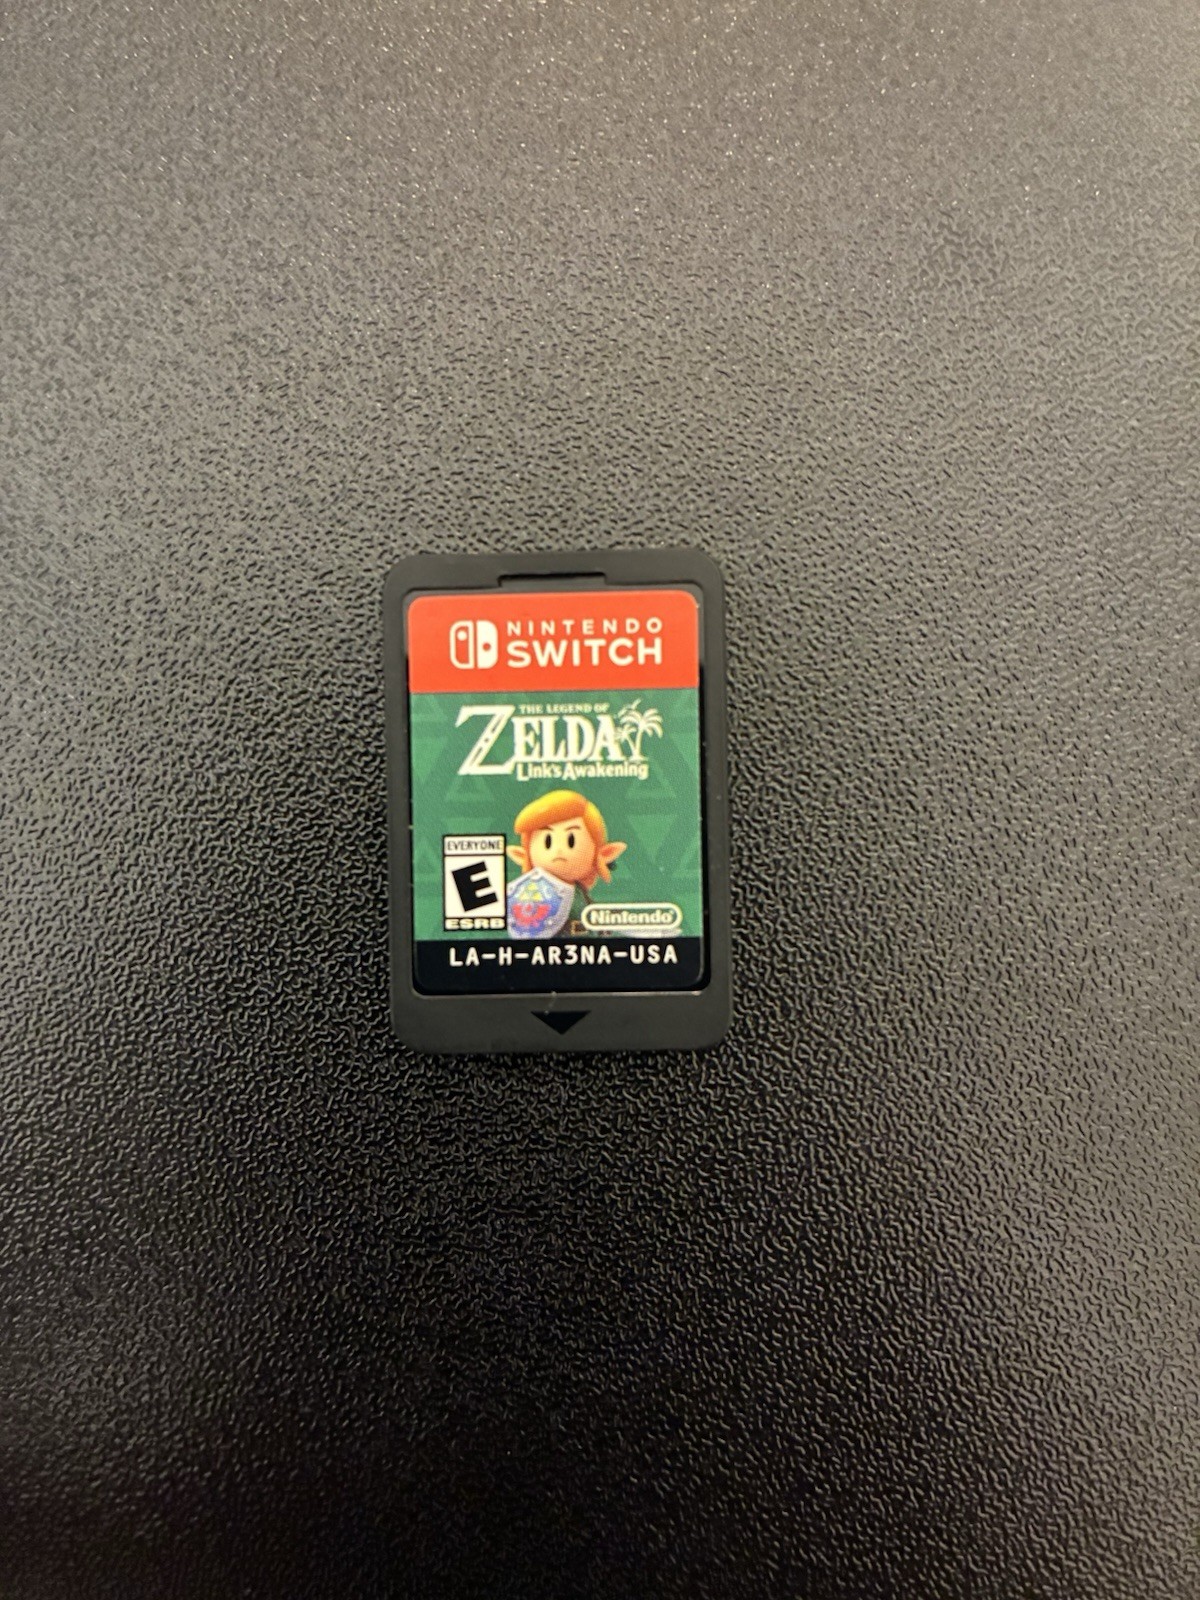 NINTENDO
SWITCH
THE LEGEND OF
ZELDA
Link's Awakening
EVERYONE
E
ESRB
Nintendo
LA-H-AR3NA-USA